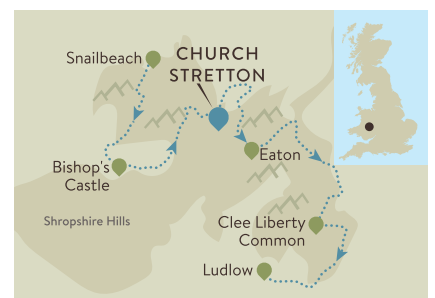 CHURCH
STRETTON
Snailbeach
Eaton
Bishop's
Castle
Shropshire Hills
Clee Liberty
Common
Ludlow